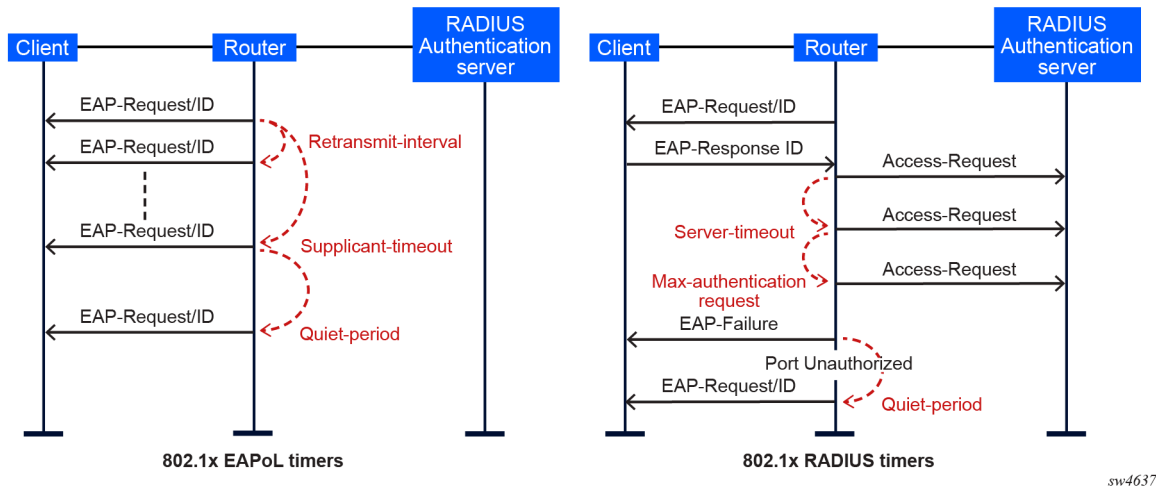 Client
Router
RADIUS
Authentication
server
EAP-Request/ID
Retransmit-interval
EAP-Request/ID
EAP-Request/ID
Supplicant-timeout
EAP-Request/ID
Quiet-period
802.1x EAPoL timers
Client
Router
RADIUS
Authentication
server
EAP-Request/ID
EAP-Response ID
Access-Request
Access-Request
Server-timeout
Access-Request
Max-authentication
request
EAP-Failure
Port Unauthorized
EAP-Request/ID
Quiet-period
802.1x RADIUS timers
sw4637